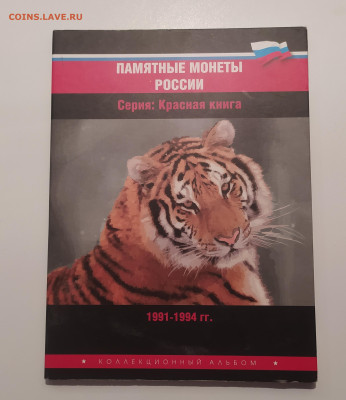 COINS.LAVE.RU
ПАМЯТНЫЕ МОНЕТЫ
РОССИИ
Серия: Красная книга
1991-1994 гг.
★ КОЛЛЕКЦИОННЫЙ АЛЬБОМ ★